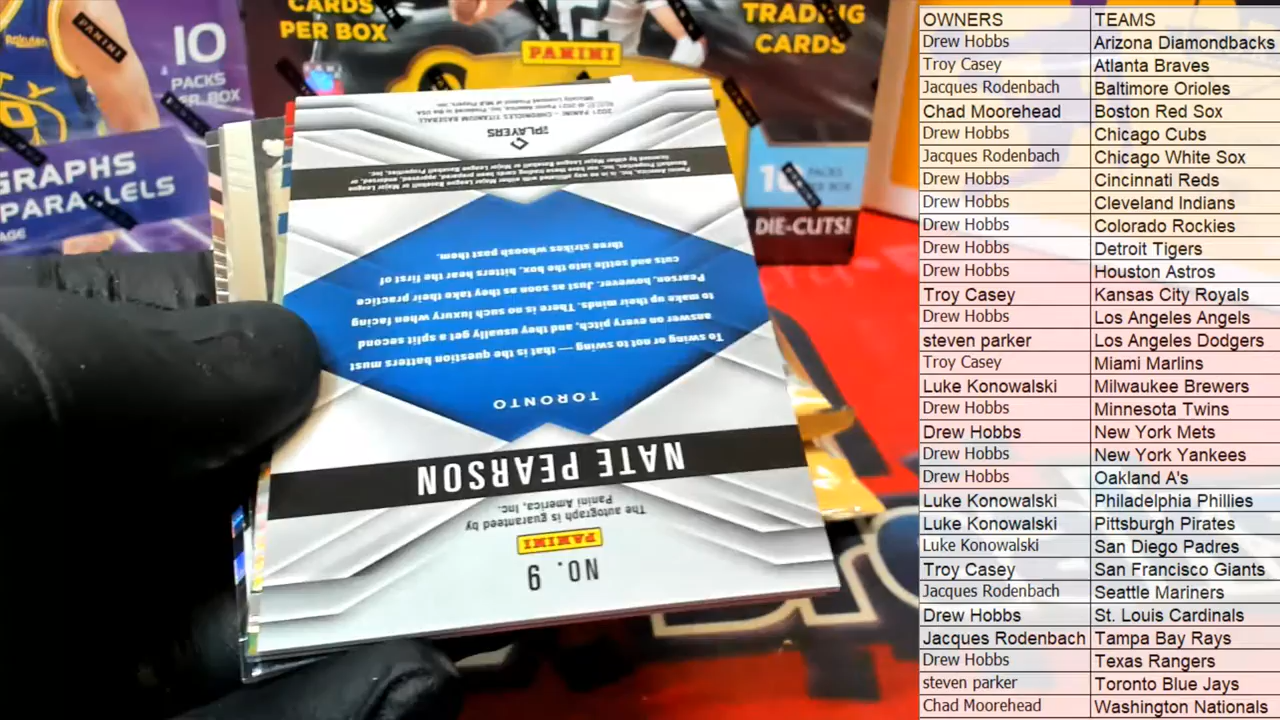 CARDS
PER BOX
TRADING
CARDS
PANINI
Rakuten
10
PACKS
PER BOX
GRAPHS
PARALLELS
DIE-CUTS!
2021 PANINI – CHRONICLES TITANIUM BASEBALL
PLAYERS
To swing or not to swing — that is the question batters must
answer on every pitch, and they usually get a split second
to make up their minds. There is no such luxury when facing
Pearson, however. Just as soon as they take their practice
cuts and settle into the box, hitters hear the first of
three strikes whoosh past them.
TORONTO
NATE PEARSON
The autograph is guaranteed by
Panini America, Inc.
PANINI
NO. 9
OWNERS TEAMS
Drew Hobbs Arizona Diamondbacks
Troy Casey Atlanta Braves
Jacques Rodenbach Baltimore Orioles
Chad Moorehead Boston Red Sox
Drew Hobbs Chicago Cubs
Jacques Rodenbach Chicago White Sox
Drew Hobbs Cincinnati Reds
Drew Hobbs Cleveland Indians
Drew Hobbs Colorado Rockies
Drew Hobbs Detroit Tigers
Drew Hobbs Houston Astros
Troy Casey Kansas City Royals
Drew Hobbs Los Angeles Angels
steven parker Los Angeles Dodgers
Troy Casey Miami Marlins
Luke Konowalski Milwaukee Brewers
Drew Hobbs Minnesota Twins
Drew Hobbs New York Mets
Drew Hobbs New York Yankees
Drew Hobbs Oakland A's
Luke Konowalski Philadelphia Phillies
Luke Konowalski Pittsburgh Pirates
Luke Konowalski San Diego Padres
Troy Casey San Francisco Giants
Jacques Rodenbach Seattle Mariners
Drew Hobbs St. Louis Cardinals
Jacques Rodenbach Tampa Bay Rays
Drew Hobbs Texas Rangers
steven parker Toronto Blue Jays
Chad Moorehead Washington Nationals